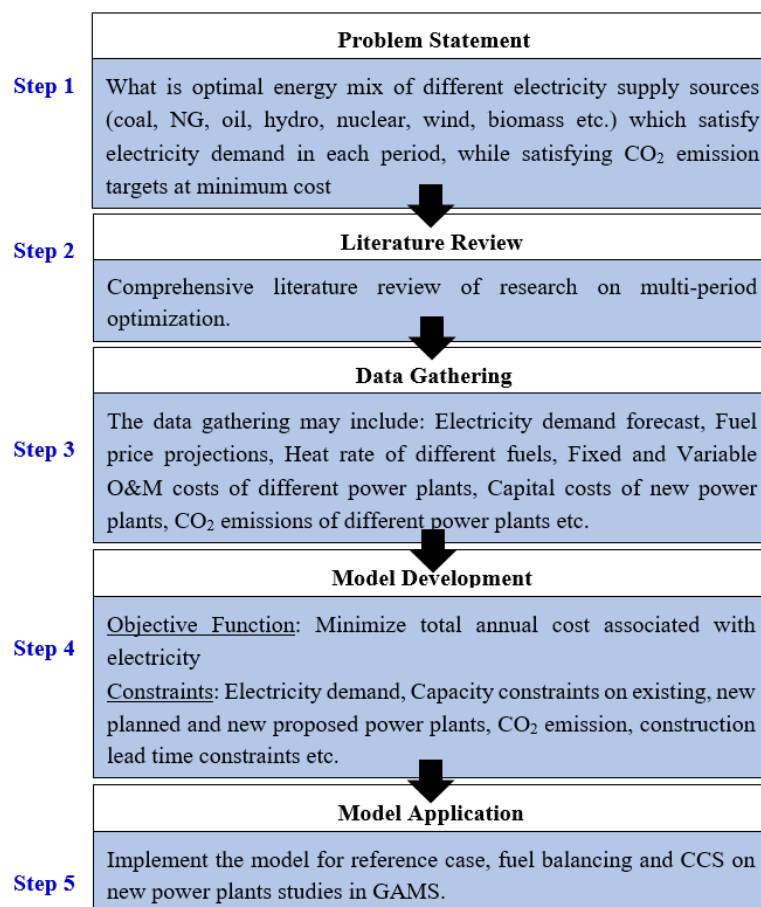 Problem Statement
Step 1
What is optimal energy mix of different electricity supply sources
(coal, NG, oil, hydro, nuclear, wind, biomass etc.) which satisfy
electricity demand in each period, while satisfying CO₂ emission
targets at minimum cost
Step 2
Literature Review
Comprehensive literature review of research on multi-period
optimization.
Data Gathering
Step 3
The data gathering may include: Electricity demand forecast, Fuel
price projections, Heat rate of different fuels, Fixed and Variable
O&M costs of different power plants, Capital costs of new power
plants, CO₂ emissions of different power plants etc.
Model Development
Step 4
Objective Function: Minimize total annual cost associated with
electricity
Constraints: Electricity demand, Capacity constraints on existing, new
planned and new proposed power plants, CO₂ emission, construction
lead time constraints etc.
Model Application
Step 5
Implement the model for reference case, fuel balancing and CCS on
new power plants studies in GAMS.